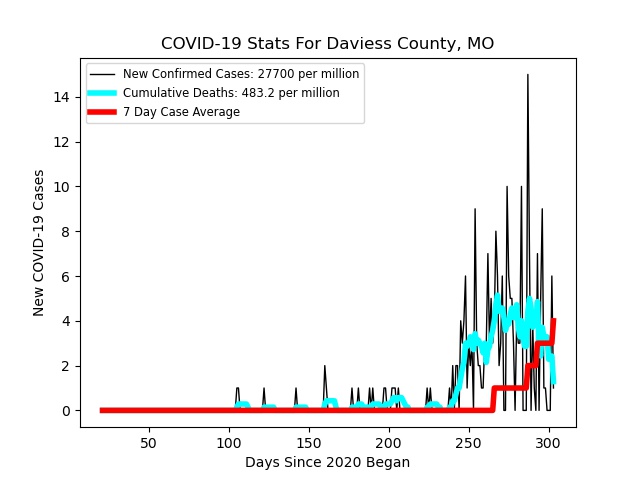 COVID-19 Stats For Daviess County, MO
New Confirmed Cases: 27700 per million
Cumulative Deaths: 483.2 per million
7 Day Case Average
New COVID-19 Cases
14
12
10
8
6
4
2
0
50 100 150 200 250 300
Days Since 2020 Began